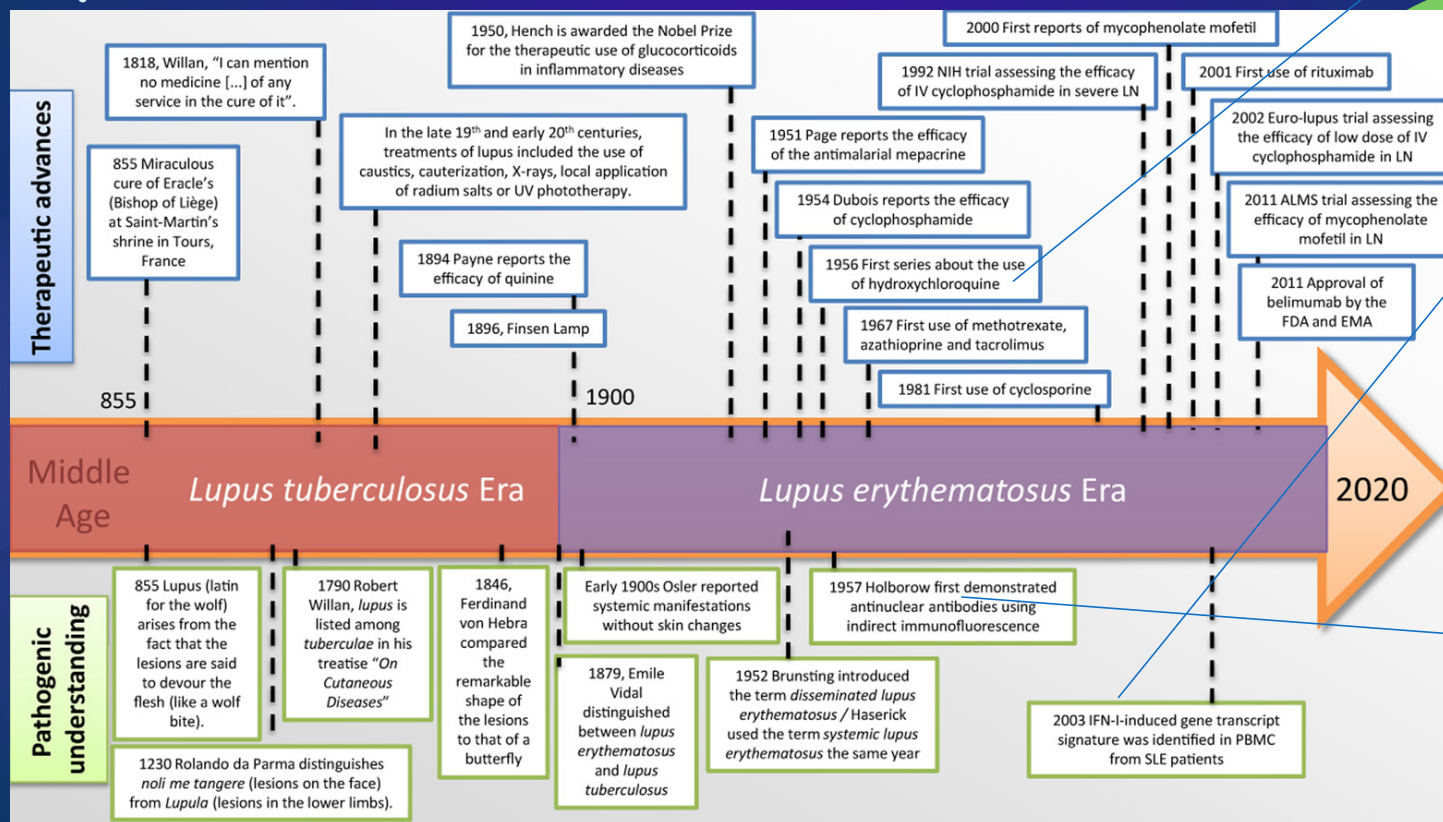 1950, Hench is awarded the Nobel Prize
for the therapeutic use of glucocorticoids
in inflammatory diseases
2000 First reports of mycophenolate mofetil
1818, Willan, “I can mention
no medicine [...] of any
service in the cure of it”.
1992 NIH trial assessing the efficacy
of IV cyclophosphamide in severe LN
2001 First use of rituximab
Therapeutic advances
855 Miraculous
cure of Eracle’s
(Bishop of Liège)
at Saint-Martin’s
shrine in Tours,
France
In the late 19th and early 20th centuries,
treatments of lupus included the use of
caustics, cauterization, X-rays, local application
of radium salts or UV phototherapy.
1951 Page reports the efficacy
of the antimalarial mepacrine
2002 Euro-lupus trial assessing
the efficacy of low dose of IV
cyclophosphamide in LN
1954 Dubois reports the efficacy
of cyclophosphamide
2011 ALMS trial assessing the
efficacy of mycophenolate
mofetil in LN
1894 Payne reports the
efficacy of quinine
1956 First series about the use
of hydroxychloroquine
2011 Approval of
belimumab by the
FDA and EMA
1896, Finsen Lamp
1967 First use of methotrexate,
azathioprine and tacrolimus
1981 First use of cyclosporine
855
1900
Middle
Age
Lupus tuberculosus Era
Lupus erythematosus Era
2020
Pathogenic
understanding
855 Lupus (latin
for the wolf)
arises from the
fact that the
lesions are said
to devour the
flesh (like a wolf
bite).
1790 Robert
Willan, lupus is
listed among
tuberculae in his
treatise “On
Cutaneous
Diseases”
1846,
Ferdinand
von Hebra
compared
the
remarkable
shape of
the lesions
to that of a
butterfly
Early 1900s Osler reported
systemic manifestations
without skin changes
1957 Holborow first demonstrated
antinuclear antibodies using
indirect immunofluorescence
1879, Emile
Vidal
distinguished
between lupus
erythematosus
and lupus
tuberculosus
1952 Brunsting introduced
the term disseminated lupus
erythematosus / Haserick
used the term systemic lupus
erythematosus the same year
2003 IFN-I-induced gene transcript
signature was identified in PBMC
from SLE patients
1230 Rolando da Parma distinguishes
noli me tangere (lesions on the face)
from Lupula (lesions in the lower limbs).